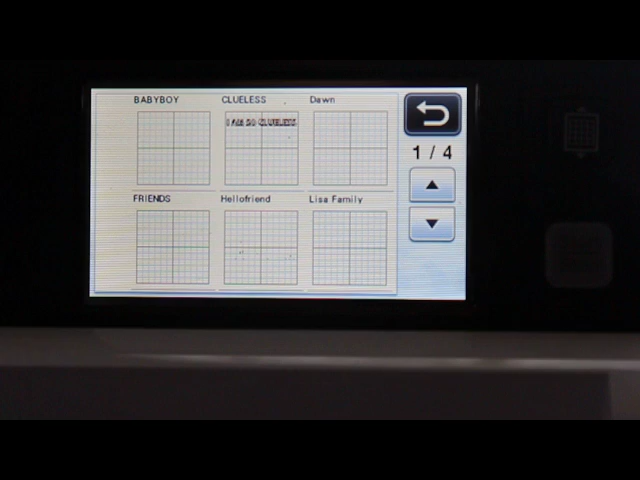 BABYBOY CLUELESS Dawn
I AM SO CLUELESS
1 / 4
FRIENDS Hellofriend Lisa Family